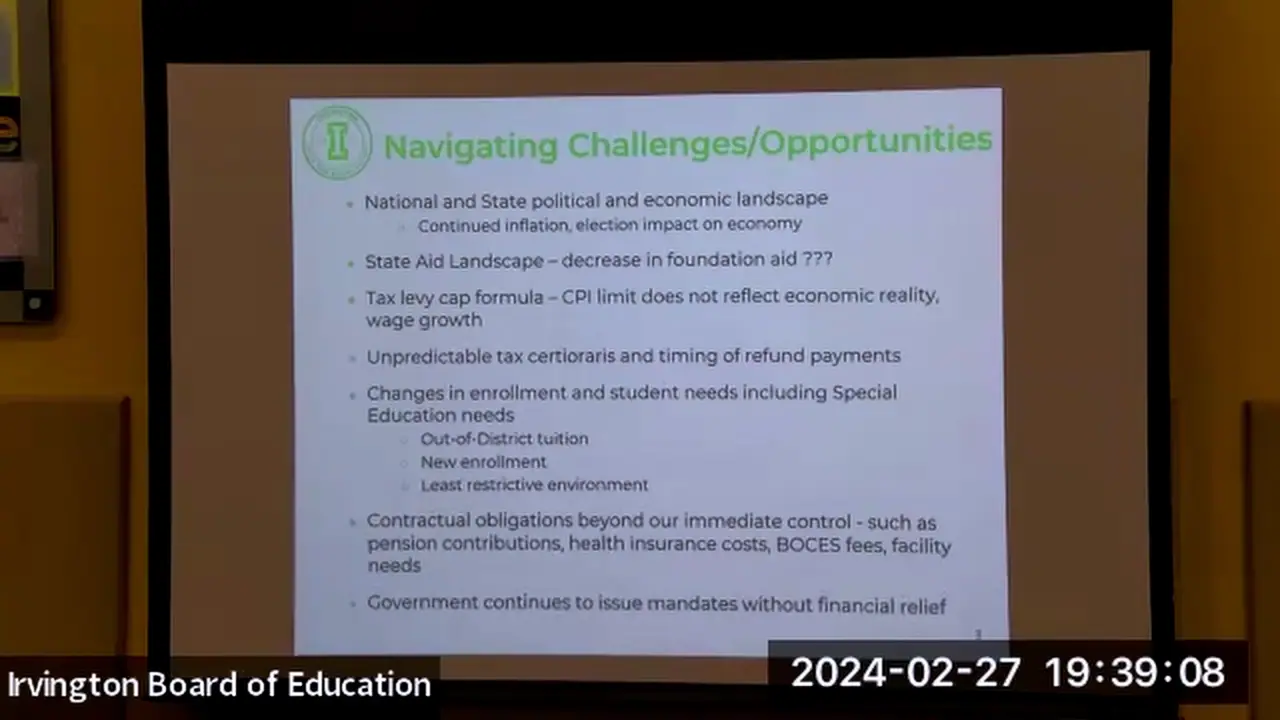 Navigating Challenges/Opportunities
National and State political and economic landscape
Continued inflation, election impact on economy
State Aid Landscape – decrease in foundation aid ???
Tax levy cap formula – CPI limit does not reflect economic reality,
wage growth
Unpredictable tax certioraris and timing of refund payments
Changes in enrollment and student needs including Special
Education needs
Out-of-District tuition
New enrollment
Least restrictive environment
Contractual obligations beyond our immediate control - such as
pension contributions, health insurance costs, BOCES fees, facility
needs
Government continues to issue mandates without financial relief
Irvington Board of Education
2024-02-27 19:39:08